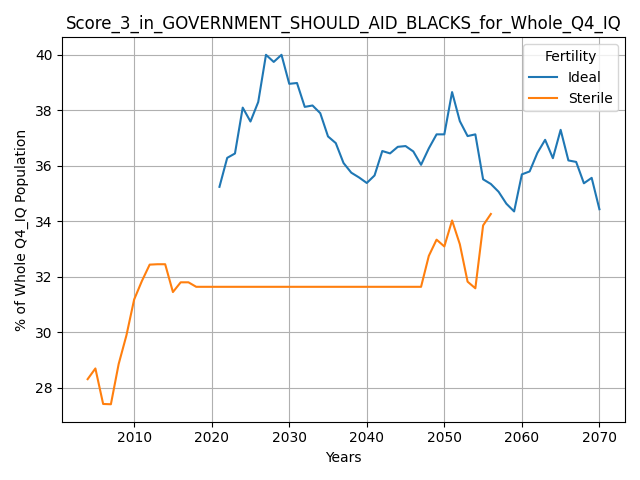 Score_3_in_GOVERNMENT_SHOULD_AID_BLACKS_for_Whole_Q4_IQ
Fertility
Ideal
Sterile
% of Whole Q4_IQ Population
40
38
36
34
32
30
28
2010 2020 2030 2040 2050 2060 2070
Years